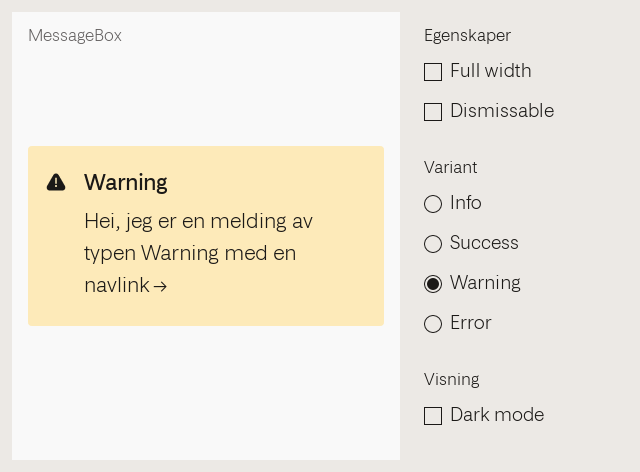 MessageBox
Warning
Hei, jeg er en melding av
typen Warning med en
navlink →
Egenskaper
Full width
Dismissable
Variant
Info
Success
Warning
Error
Visning
Dark mode